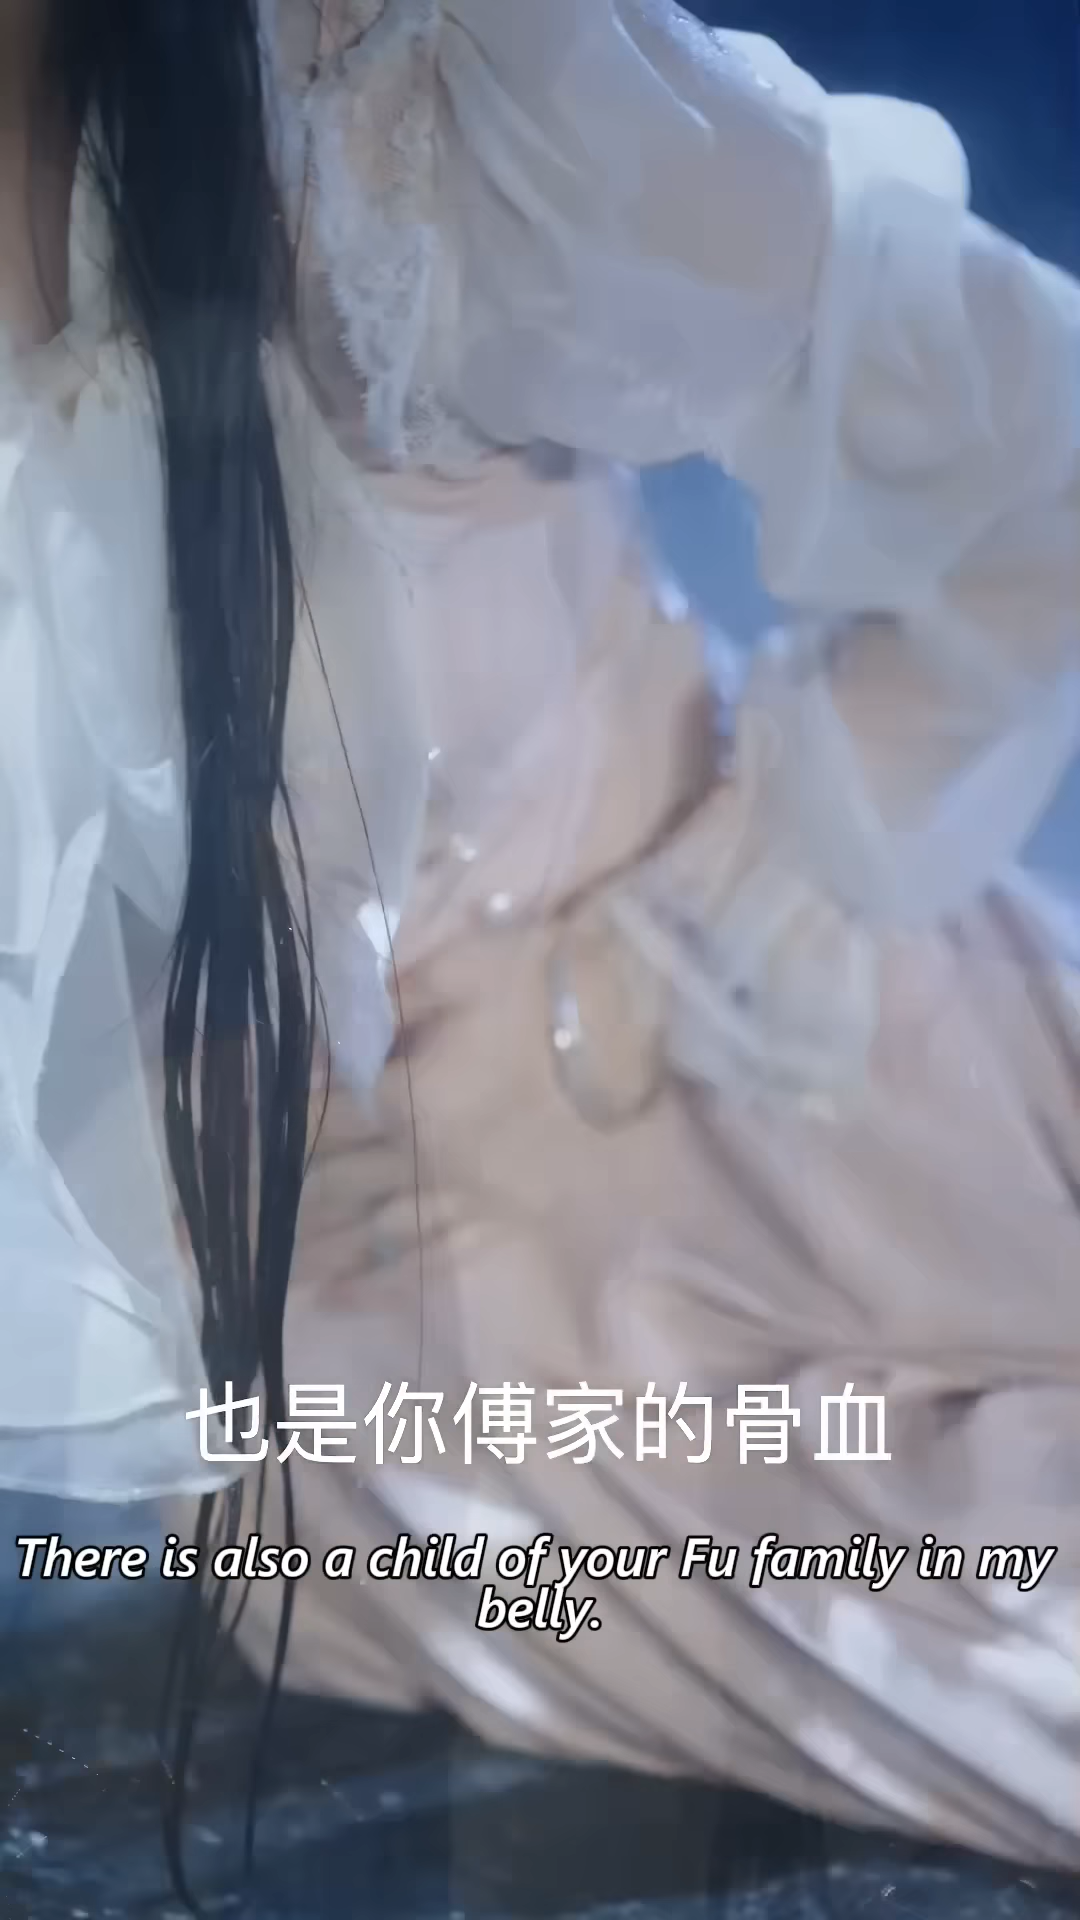 也是你傅家的骨血
There is also a child of your Fu family in my
belly.